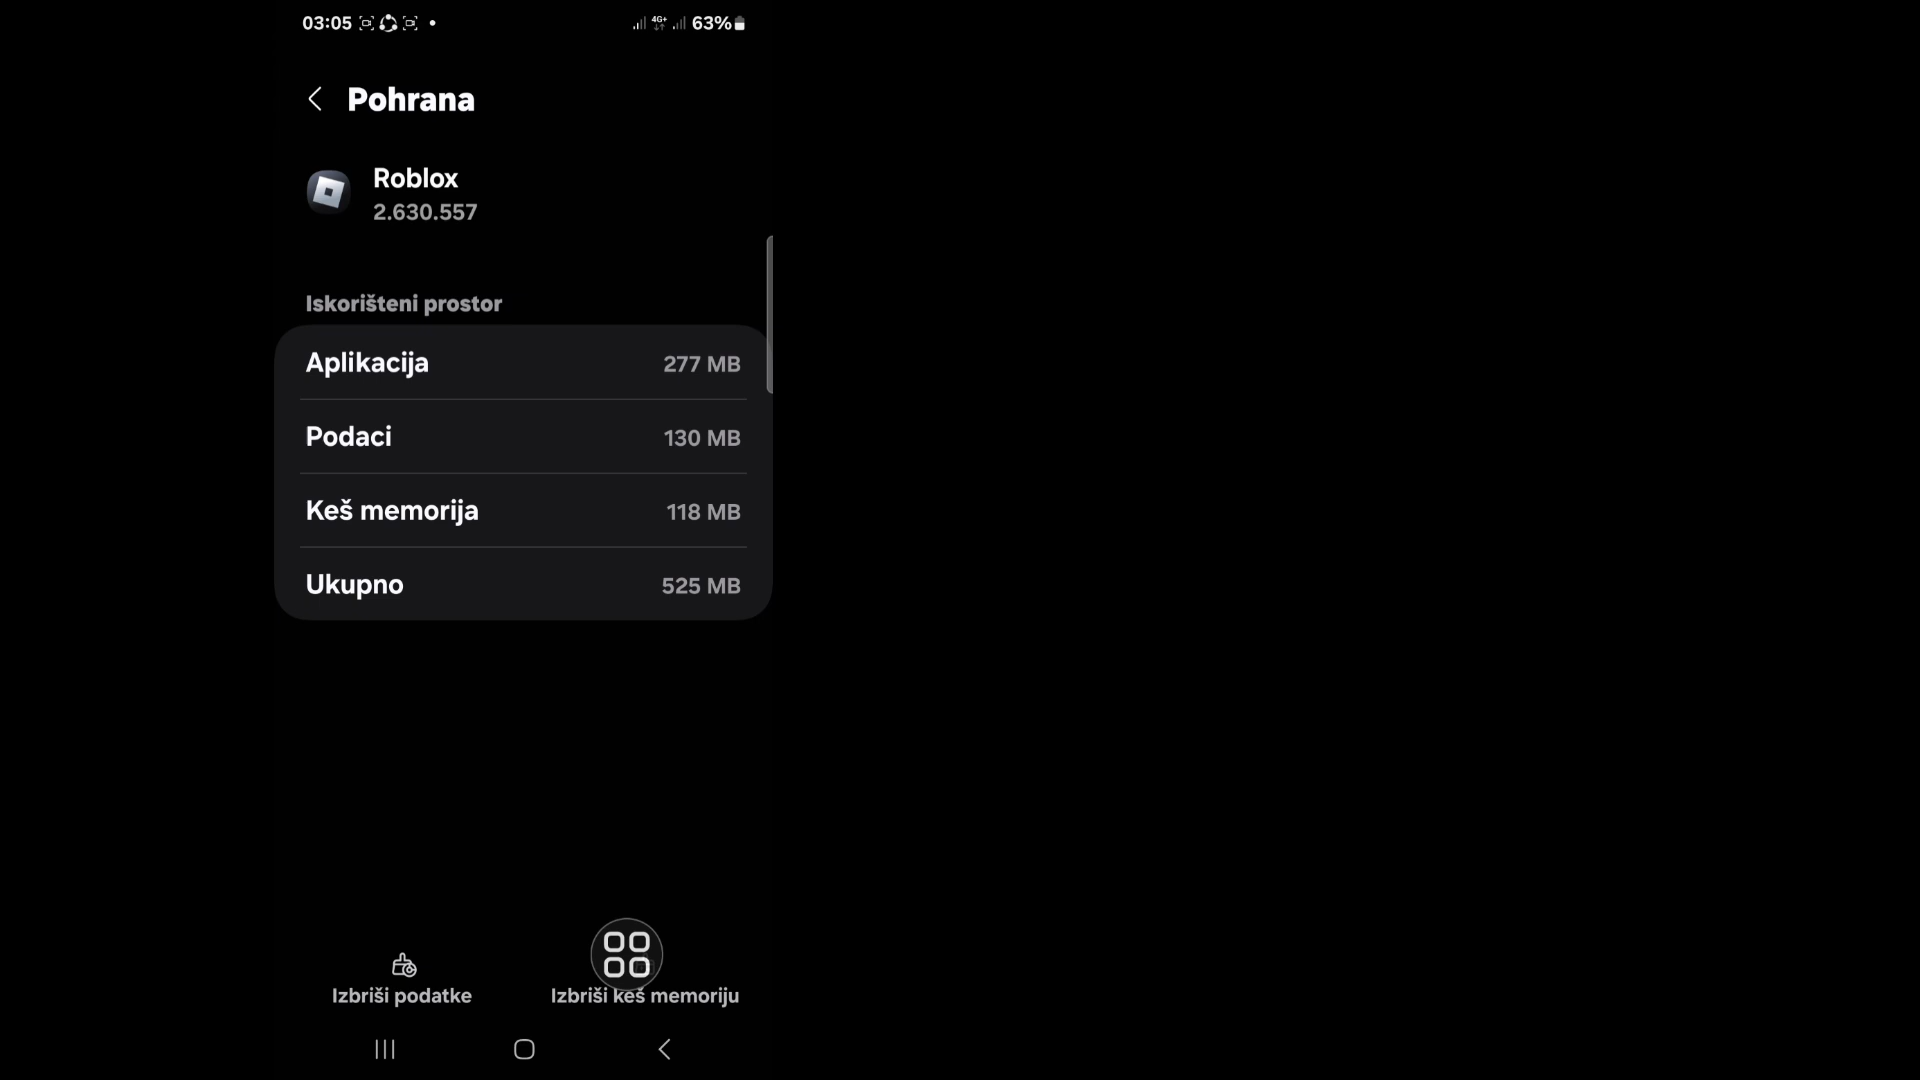 03:05 4G+ 63%
Pohrana
Roblox
2.630.557
Iskorišteni prostor
Aplikacija 277 MB
Podaci 130 MB
Keš memorija 118 MB
Ukupno 525 MB
Izbriši podatke Izbriši keš memoriju